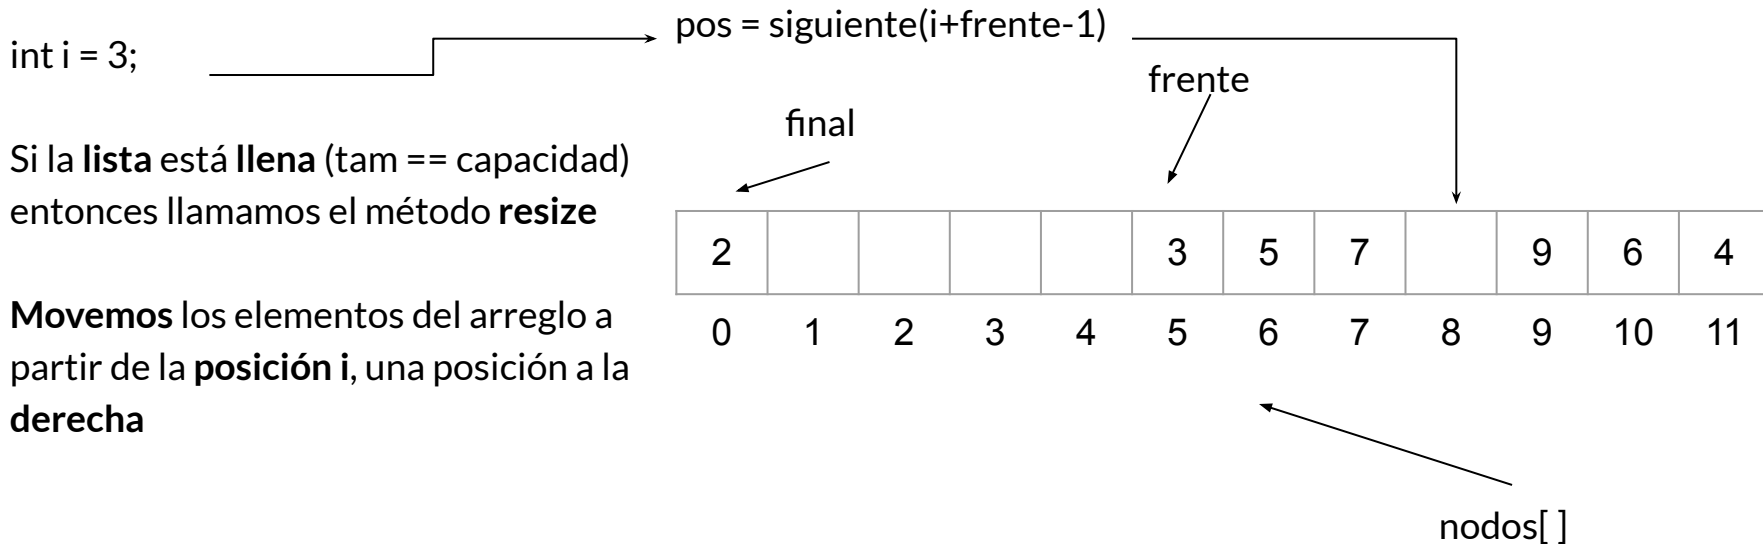 int i = 3;
pos = siguiente(i+frente-1)
frente
final
Si la lista está llena (tam == capacidad)
entonces llamamos el método resize
Movemos los elementos del arreglo a
partir de la posición i, una posición a la
derecha
2 3 5 7 9 6 4
0 1 2 3 4 5 6 7 8 9 10 11
nodos[ ]